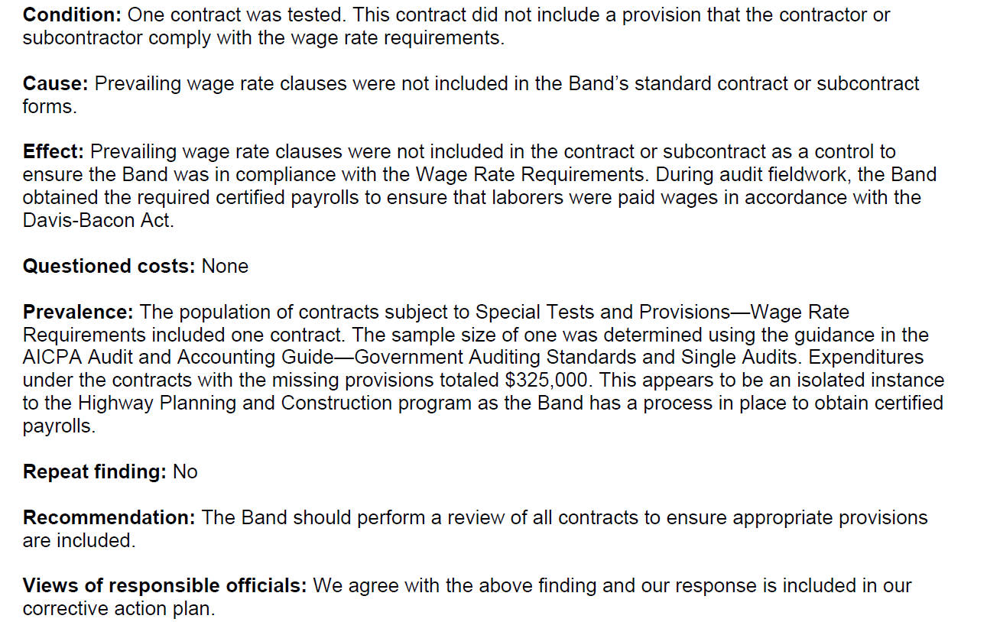 Condition: One contract was tested. This contract did not include a provision that the contractor or
subcontractor comply with the wage rate requirements.
Cause: Prevailing wage rate clauses were not included in the Band’s standard contract or subcontract
forms.
Effect: Prevailing wage rate clauses were not included in the contract or subcontract as a control to
ensure the Band was in compliance with the Wage Rate Requirements. During audit fieldwork, the Band
obtained the required certified payrolls to ensure that laborers were paid wages in accordance with the
Davis-Bacon Act.
Questioned costs: None
Prevalence: The population of contracts subject to Special Tests and Provisions—Wage Rate
Requirements included one contract. The sample size of one was determined using the guidance in the
AICPA Audit and Accounting Guide—Government Auditing Standards and Single Audits. Expenditures
under the contracts with the missing provisions totaled $325,000. This appears to be an isolated instance
to the Highway Planning and Construction program as the Band has a process in place to obtain certified
payrolls.
Repeat finding: No
Recommendation: The Band should perform a review of all contracts to ensure appropriate provisions
are included.
Views of responsible officials: We agree with the above finding and our response is included in our
corrective action plan.